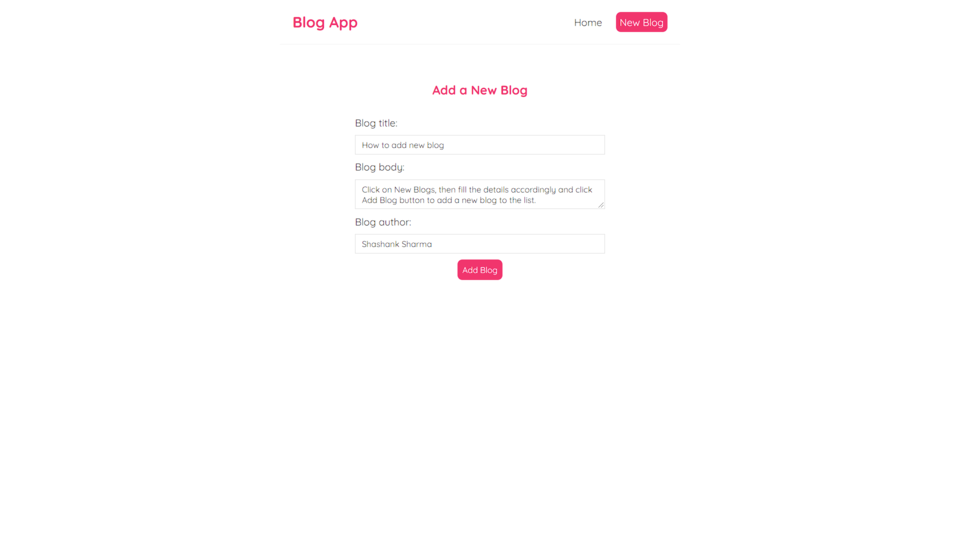 Blog App
Home
New Blog
Add a New Blog
Blog title:
How to add new blog
Blog body:
Click on New Blogs, then fill the details accordingly and click
Add Blog button to add a new blog to the list.
Blog author:
Shashank Sharma
Add Blog